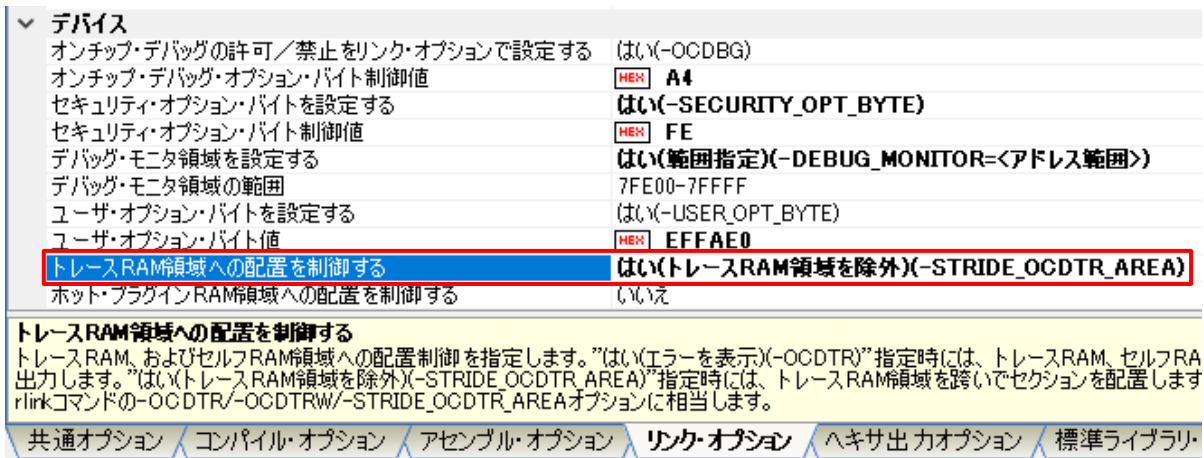 デバイス
オンチップ・デバッグの許可／禁止をリンク・オプションで設定する はい(-OCDBG)
オンチップ・デバッグ・オプション・バイト制御値 HEX A4
セキュリティ・オプション・バイトを設定する はい(-SECURITY_OPT_BYTE)
セキュリティ・オプション・バイト制御値 HEX FE
デバッグ・モニタ領域を設定する はい(範囲指定)(-DEBUG_MONITOR=<アドレス範囲>)
デバッグ・モニタ領域の範囲 7FE00-7FFFF
ユーザ・オプション・バイトを設定する はい(-USER_OPT_BYTE)
ユーザ・オプション・バイト値 HEX EFFAE0
トレースRAM領域への配置を制御する はい(トレースRAM領域を除外)(-STRIDE_OCDTR_AREA)
ホット・プラグインRAM領域への配置を制御する いいえ
トレースRAM領域への配置を制御する
トレースRAM、およびセルフRAM領域への配置制御を指定します。"はい(エラーを表示)(-OCDTR)"指定時には、トレースRAM、セルフRA
出力します。"はい(トレースRAM領域を除外)(-STRIDE_OCDTR_AREA)"指定時には、トレースRAM領域を跨いでセクションを配置します
rlinkコマンドの-OCDTR/-OCDTRW/-STRIDE_OCDTR_AREAオプションに相当します。
共通オプション コンパイル・オプション アセンブル・オプション リンク・オプション ヘキサ出力オプション 標準ライブラリ・